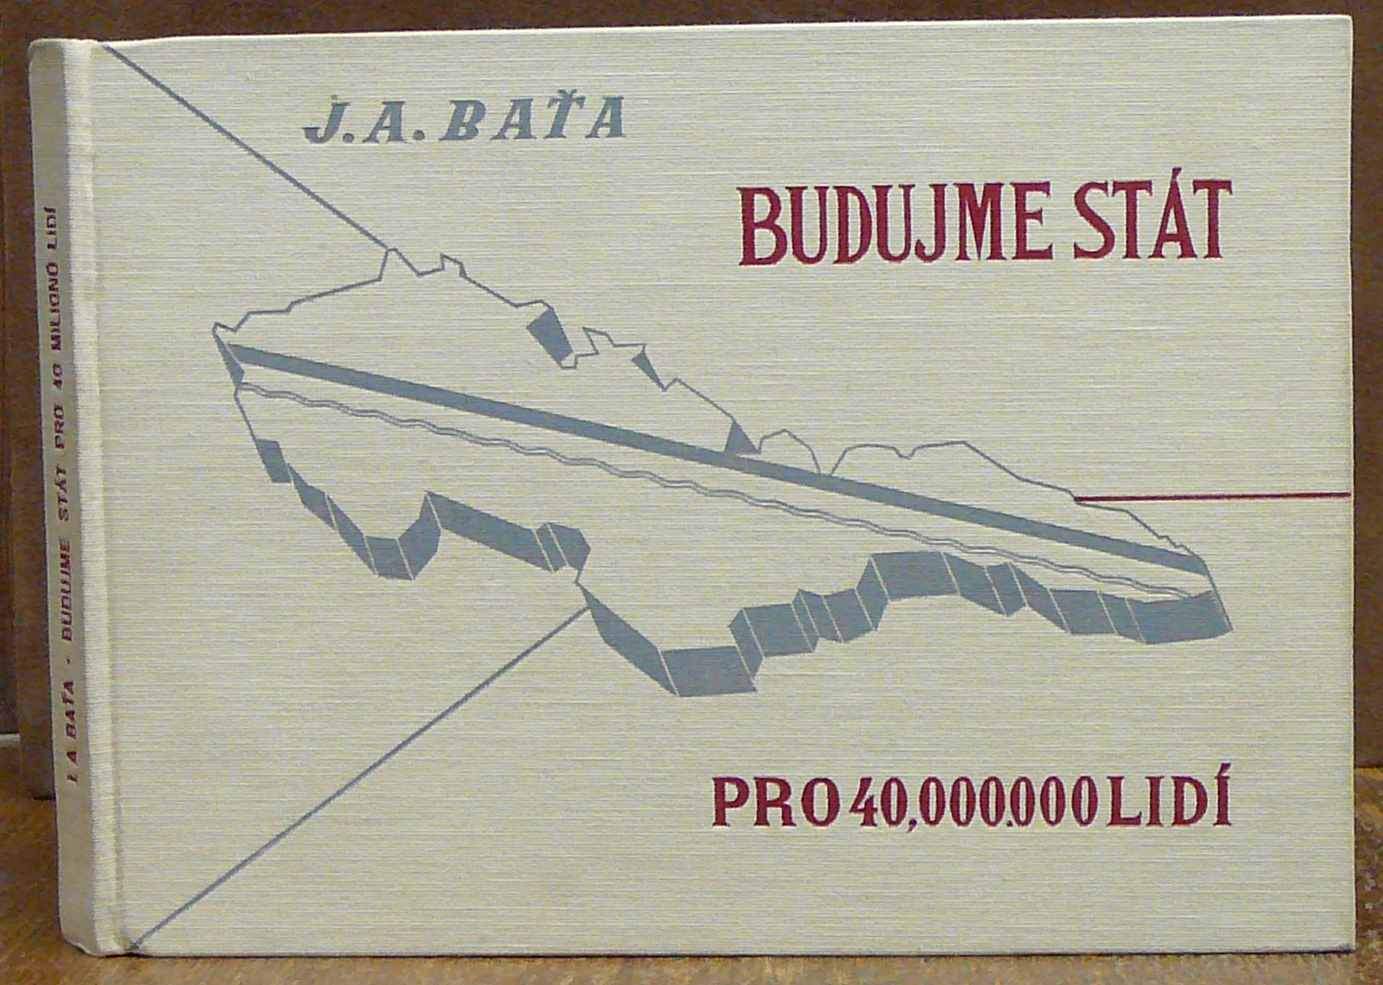 J. A. BAŤA
BUDUJME STÁT
PRO 40,000.000 LIDÍ
J. A BAŤA - BUDUJME STÁT PRO 40 MILIONŮ LIDÍ